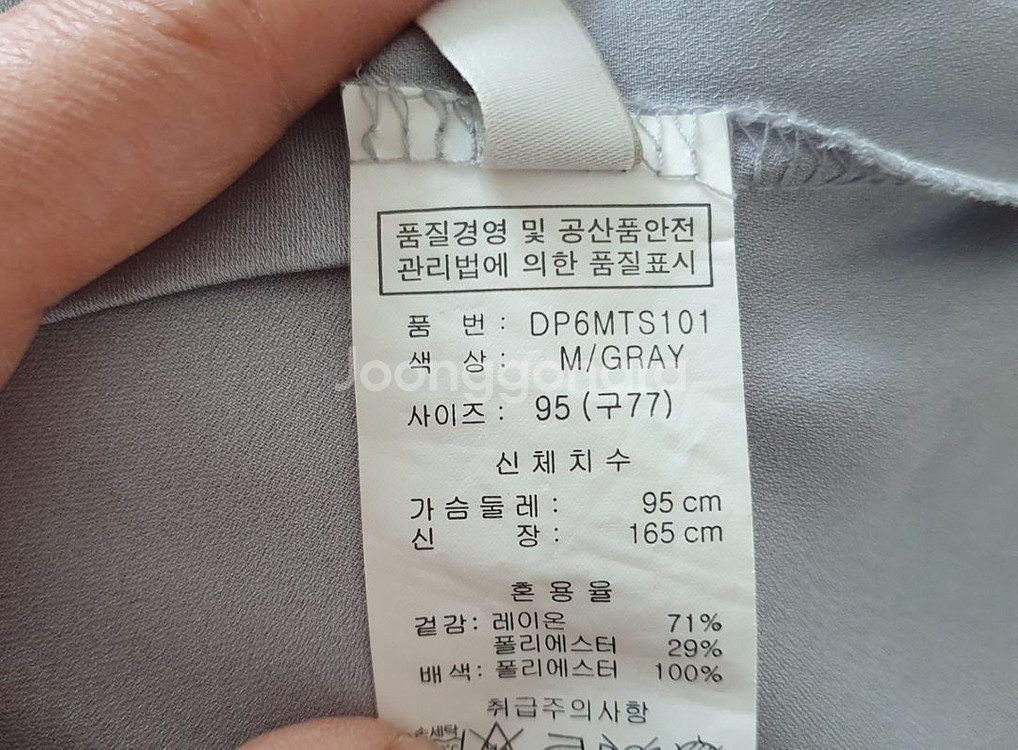 품질경영 및 공산품안전
관리법에 의한 품질표시
품 번 : DP6MTS101
색 상 : M/GRAY
Joonggonara
사이즈 : 95 (구77)
신체치수
가슴둘레 : 95 cm
신 장 : 165 cm
혼용율
겉감 : 레이온 71%
폴리에스터 29%
배색 : 폴리에스터 100%
취급주의사항
손세탁